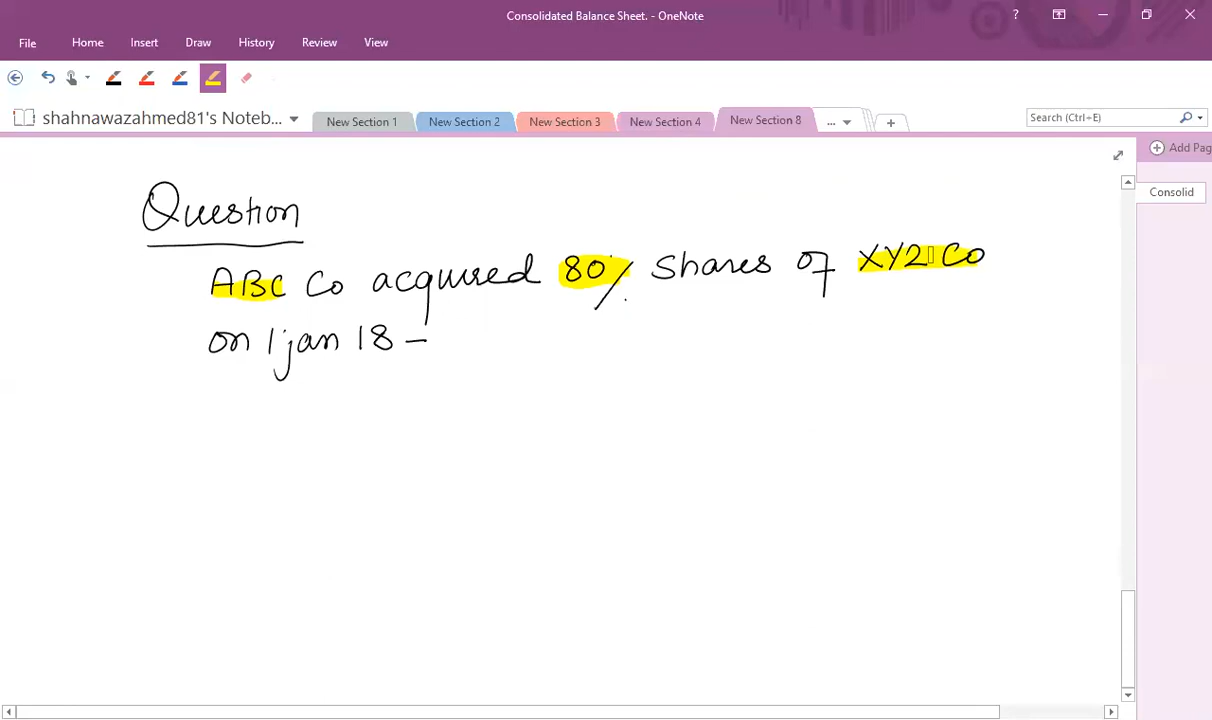 Consolidated Balance Sheet. - OneNote
?
File Home Insert Draw History Review View
shahnawazahmed81's Noteb...
New Section 1 New Section 2 New Section 3 New Section 4 New Section 8 ... +
Search (Ctrl+E)
Add Pag
Consolid
Question
ABC Co acquired 80% shares of XYZ Co
on 1 jan 18 -